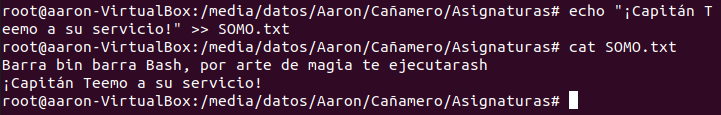 root@aaron-VirtualBox:/media/datos/Aaron/Cañamero/Asignaturas# echo "¡Capitán T
eemo a su servicio!" >> SOMO.txt
root@aaron-VirtualBox:/media/datos/Aaron/Cañamero/Asignaturas# cat SOMO.txt
Barra bin barra Bash, por arte de magia te ejecutarash
¡Capitán Teemo a su servicio!
root@aaron-VirtualBox:/media/datos/Aaron/Cañamero/Asignaturas#